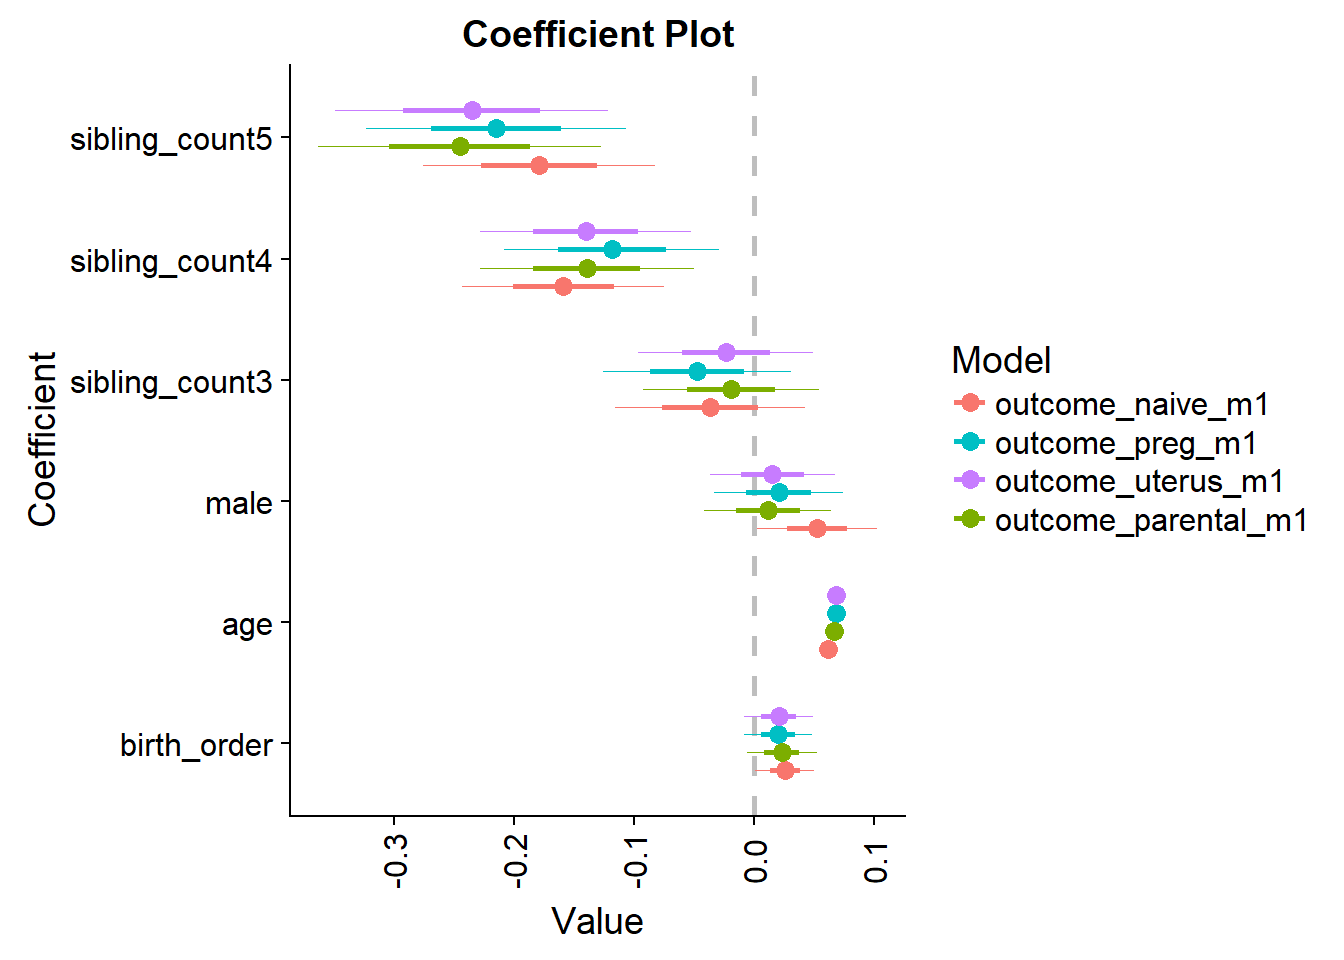 Coefficient Plot
sibling_count5
sibling_count4
sibling_count3
male
age
birth_order
Coefficient
-0.3
-0.2
-0.1
0.0
0.1
Value
Model
outcome_naive_m1
outcome_preg_m1
outcome_uterus_m1
outcome_parental_m1